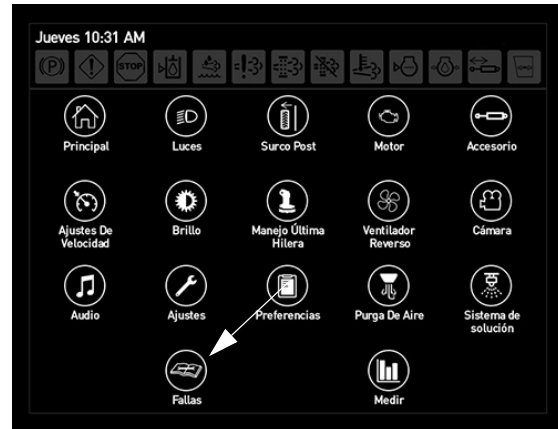 Jueves 10:31 AM
(P) STOP
Principal Luces Surco Post Motor Accesorio
Ajustes De Velocidad Brillo Manejo Última Hilera Ventilador Reverso Cámara
Audio Ajustes Preferencias Purga De Aire Sistema de solución
Fallas Medir